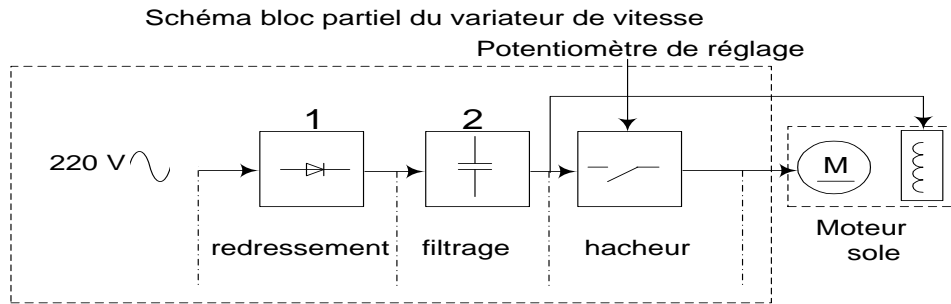 Schéma bloc partiel du variateur de vitesse
Potentiomètre de réglage
1
2
220 V
M
redressement
filtrage
hacheur
Moteur
sole